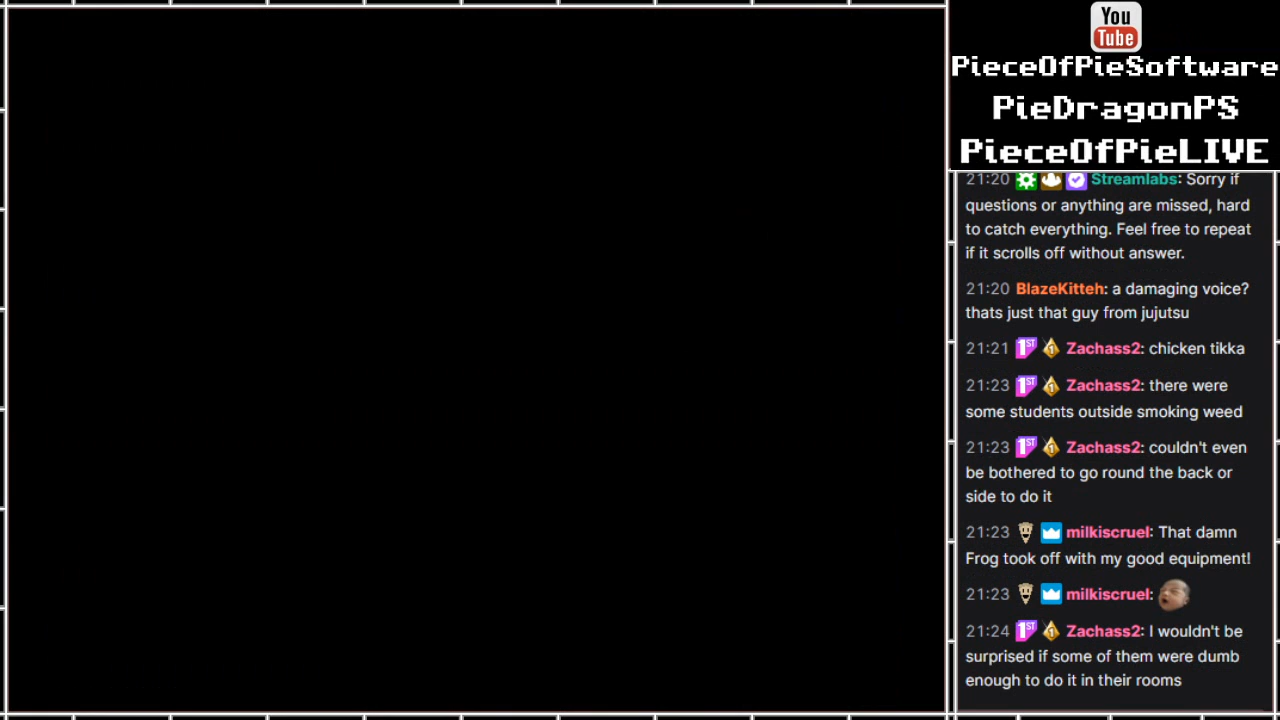 You
Tube
PieceOfPieSoftware
PieDragonPS
PieceOfPieLIVE
21:20 Streamlabs: Sorry if
questions or anything are missed, hard
to catch everything. Feel free to repeat
if it scrolls off without answer.
21:20 BlazeKitteh: a damaging voice?
thats just that guy from jujutsu
21:21 1ST 1 Zachass2: chicken tikka
21:23 1ST 1 Zachass2: there were
some students outside smoking weed
21:23 1ST 1 Zachass2: couldn't even
be bothered to go round the back or
side to do it
21:23 milkiscruel: That damn
Frog took off with my good equipment!
21:23 milkiscruel:
21:24 1ST 1 Zachass2: I wouldn't be
surprised if some of them were dumb
enough to do it in their rooms